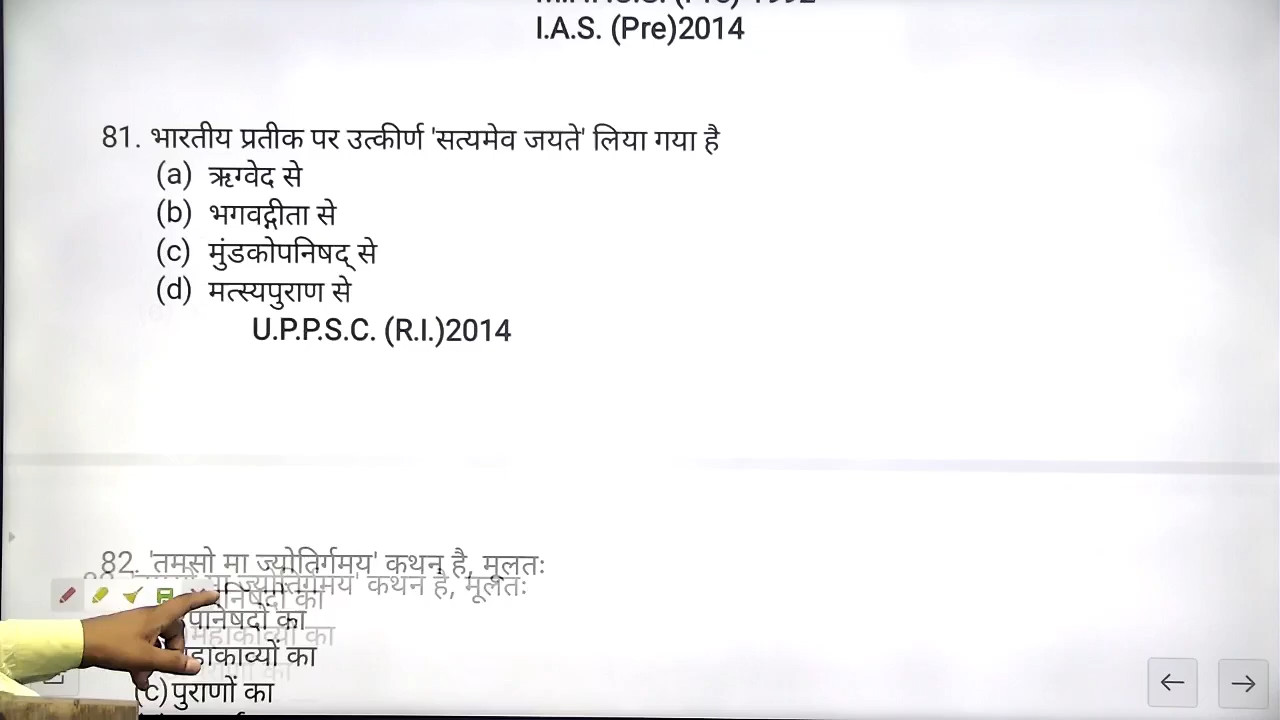 I.A.S. (Pre)2014
81. भारतीय प्रतीक पर उत्कीर्ण 'सत्यमेव जयते' लिया गया है
(a) ऋग्वेद से
(b) भगवद्गीता से
(c) मुंडकोपनिषद् से
(d) मत्स्यपुराण से
U.P.P.S.C. (R.I.)2014
82. 'तमसो मा ज्योतिर्गमय' कथन है, मूलतः
(c) पुराणों का